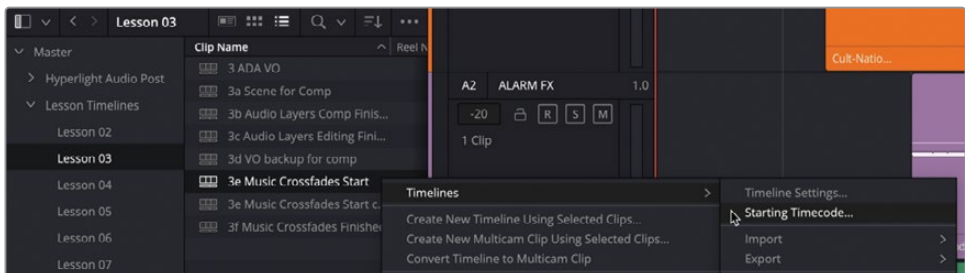 Lesson 03
Master
Hyperlight Audio Post
Lesson Timelines
Lesson 02
Lesson 03
Lesson 04
Lesson 05
Lesson 06
Lesson 07
Clip Name
Reel N
3 ADA VO
3a Scene for Comp
3b Audio Layers Comp Finis...
3c Audio Layers Editing Fini...
3d VO backup for comp
3e Music Crossfades Start
3e Music Crossfades Start c.
3f Music Crossfades Finishe
A2 ALARM FX 1.0
-20 R S M
1 Clip
Cult-Natio...
Timelines
Create New Timeline Using Selected Clips...
Create New Multicam Clip Using Selected Clips...
Convert Timeline to Multicam Clip
Timeline Settings...
Starting Timecode...
Import
Export